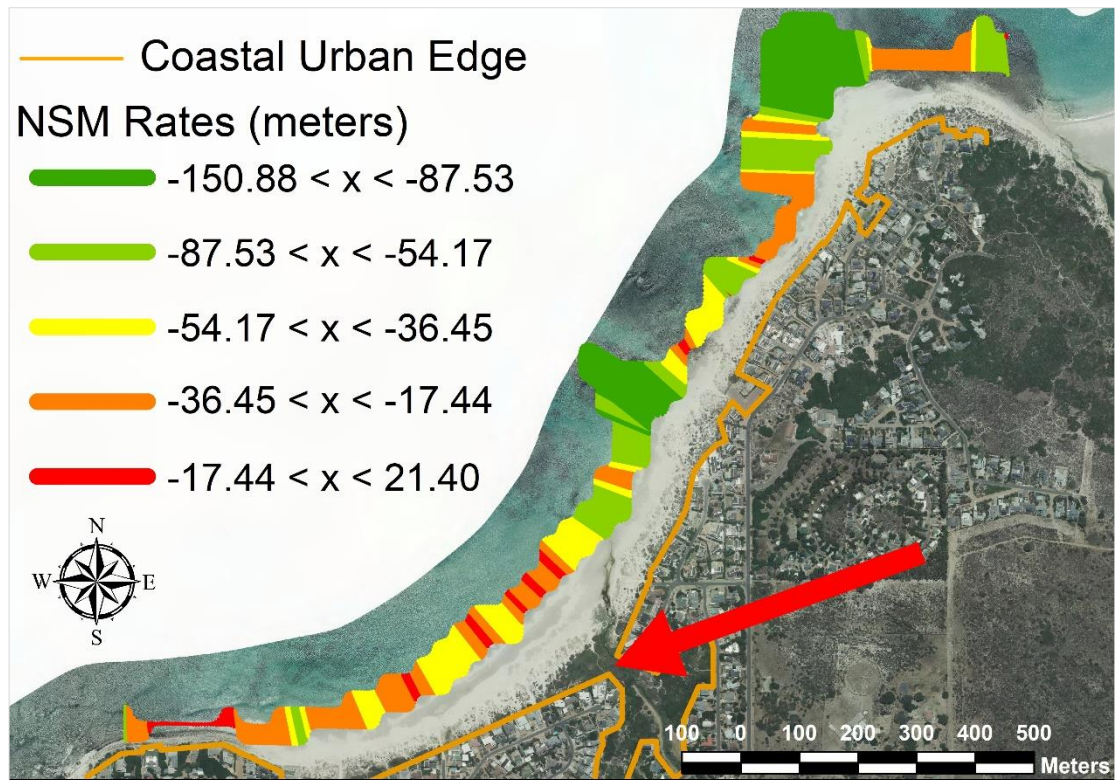 Coastal Urban Edge
NSM Rates (meters)
-150.88 < x < -87.53
-87.53 < x < -54.17
-54.17 < x < -36.45
-36.45 < x < -17.44
-17.44 < x < 21.40
N
W E
S
100 0 100 200 300 400 500
Meters